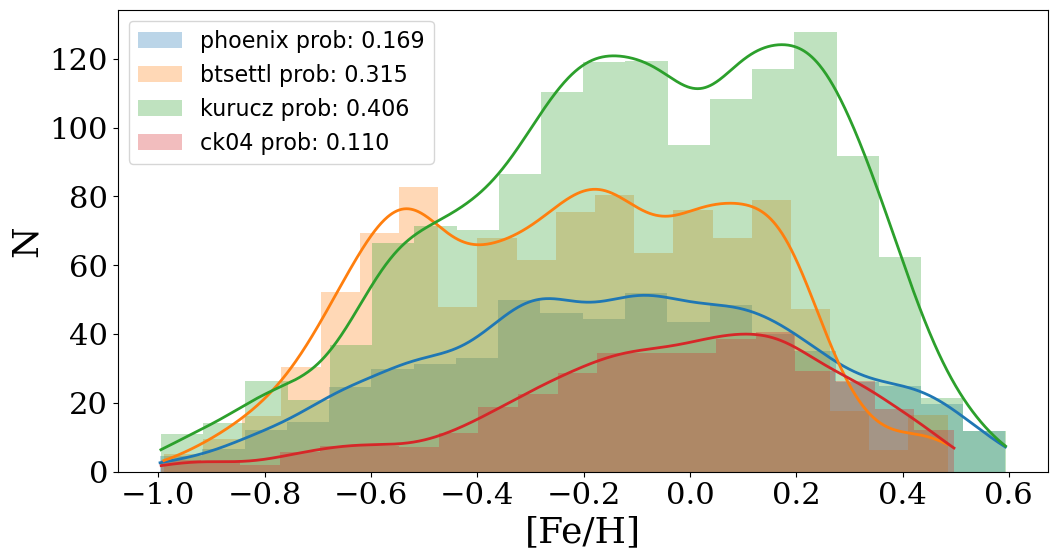 phoenix prob: 0.169
btsettl prob: 0.315
kurucz prob: 0.406
ck04 prob: 0.110
120
100
80
60
40
20
0
N
−1.0 −0.8 −0.6 −0.4 −0.2 0.0 0.2 0.4 0.6
[Fe/H]